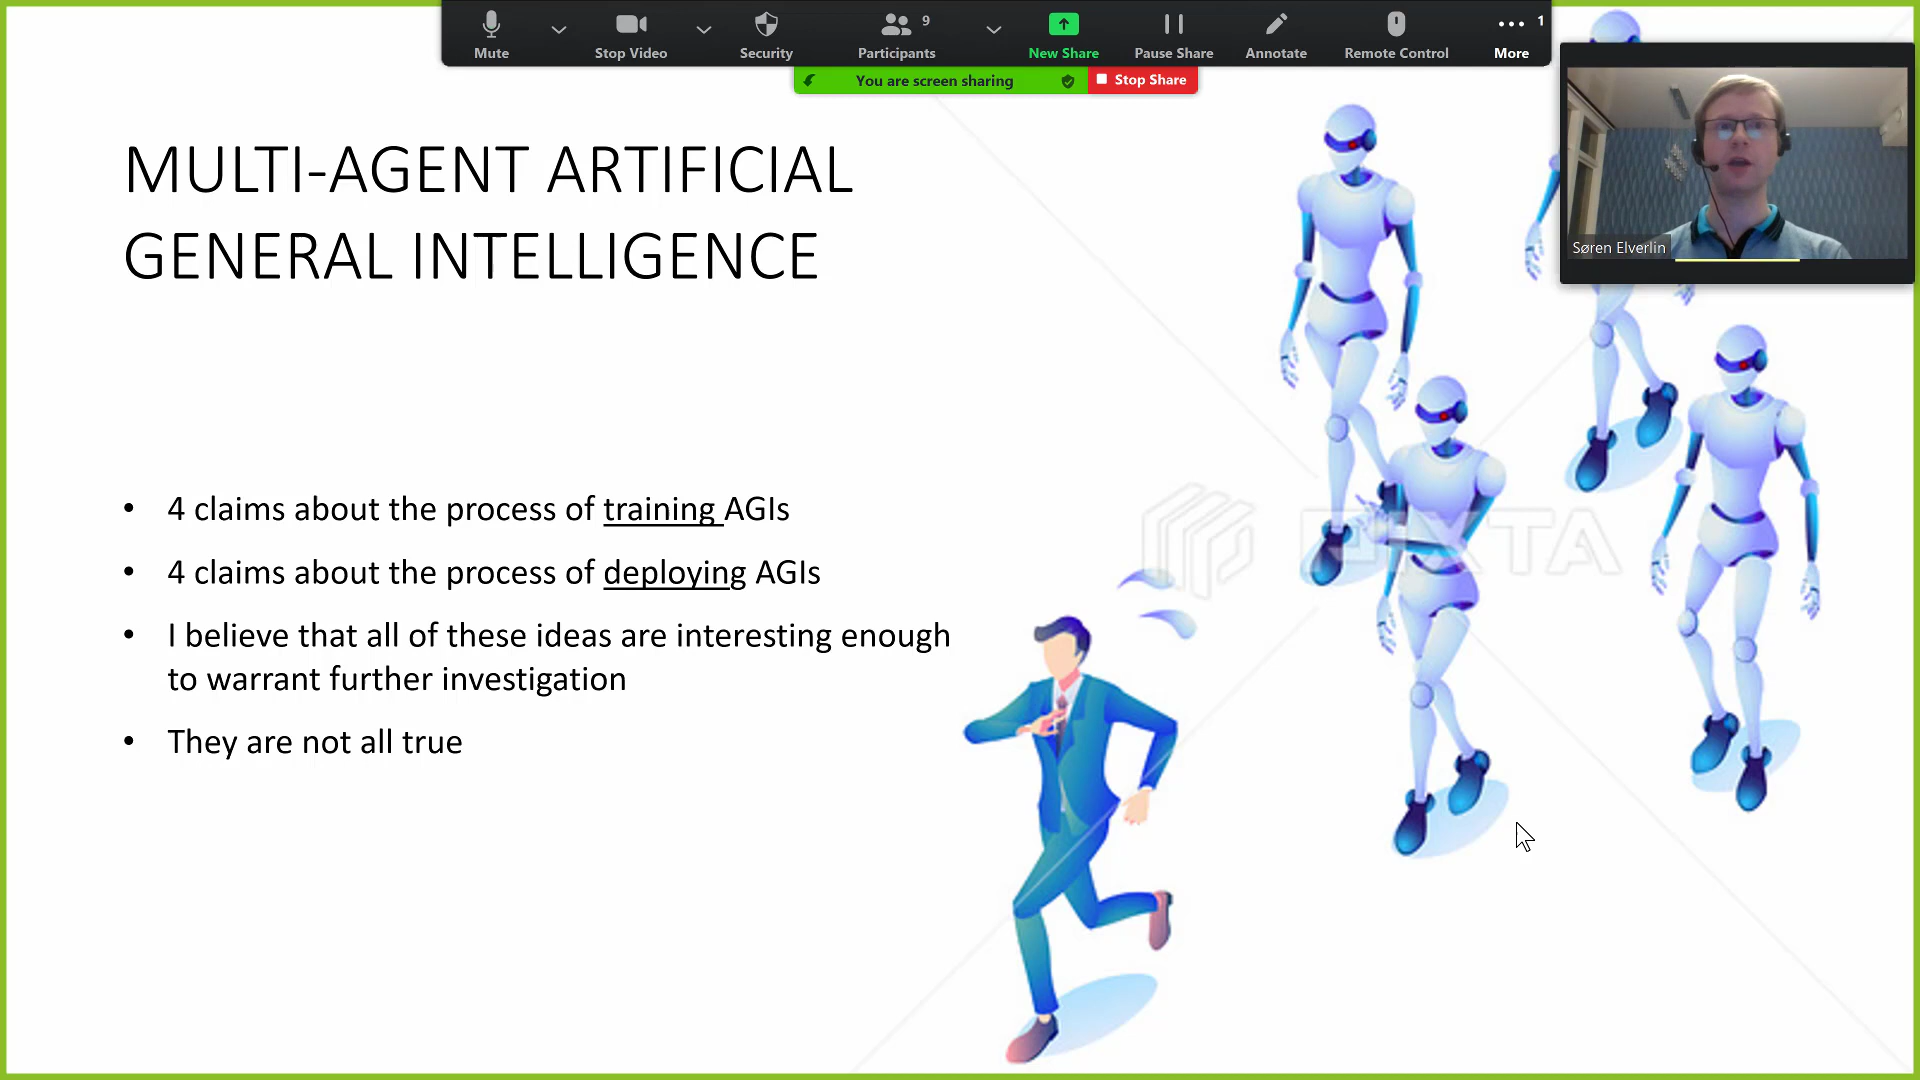 Mute
Stop Video
Security
Participants
9
New Share
Pause Share
Annotate
Remote Control
More
1
You are screen sharing
Stop Share
Søren Elverlin
MULTI-AGENT ARTIFICIAL
GENERAL INTELLIGENCE
• 4 claims about the process of training AGIs
• 4 claims about the process of deploying AGIs
• I believe that all of these ideas are interesting enough
to warrant further investigation
• They are not all true
PIXTA